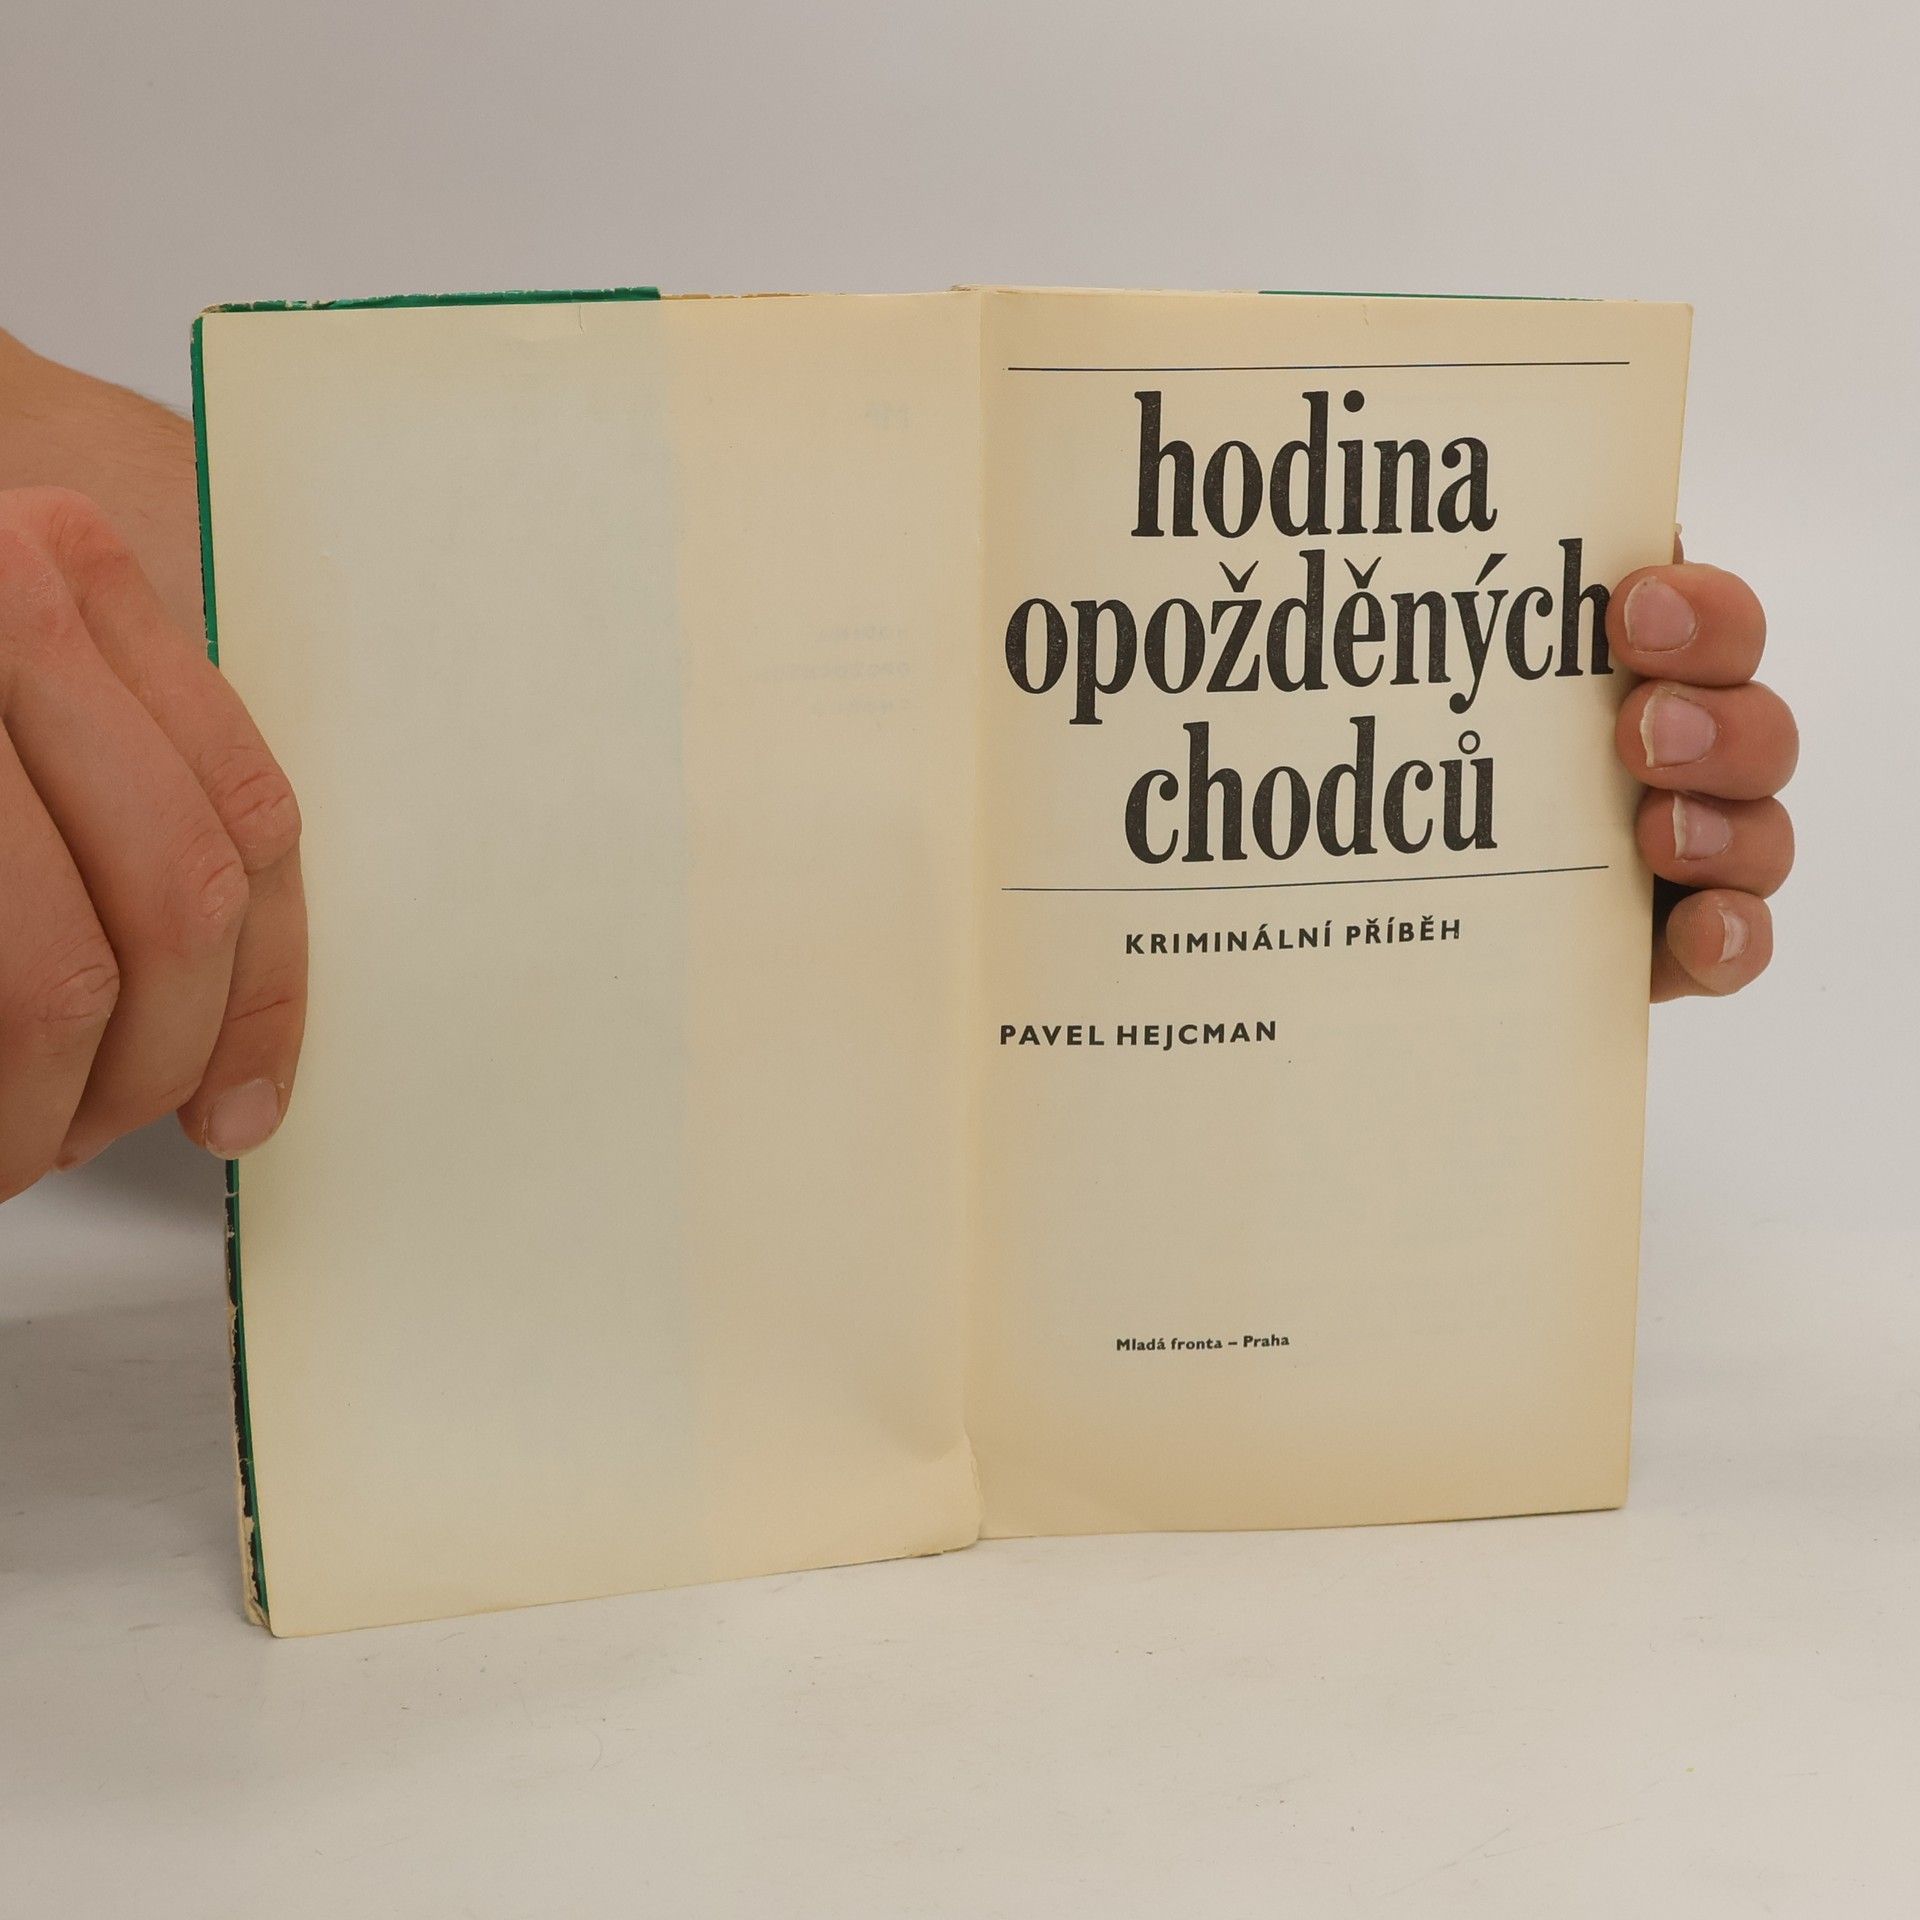 hodina
opožděných
chodců
KRIMINÁLNÍ PŘÍBĚH
PAVEL HEJCMAN
Mladá fronta – Praha